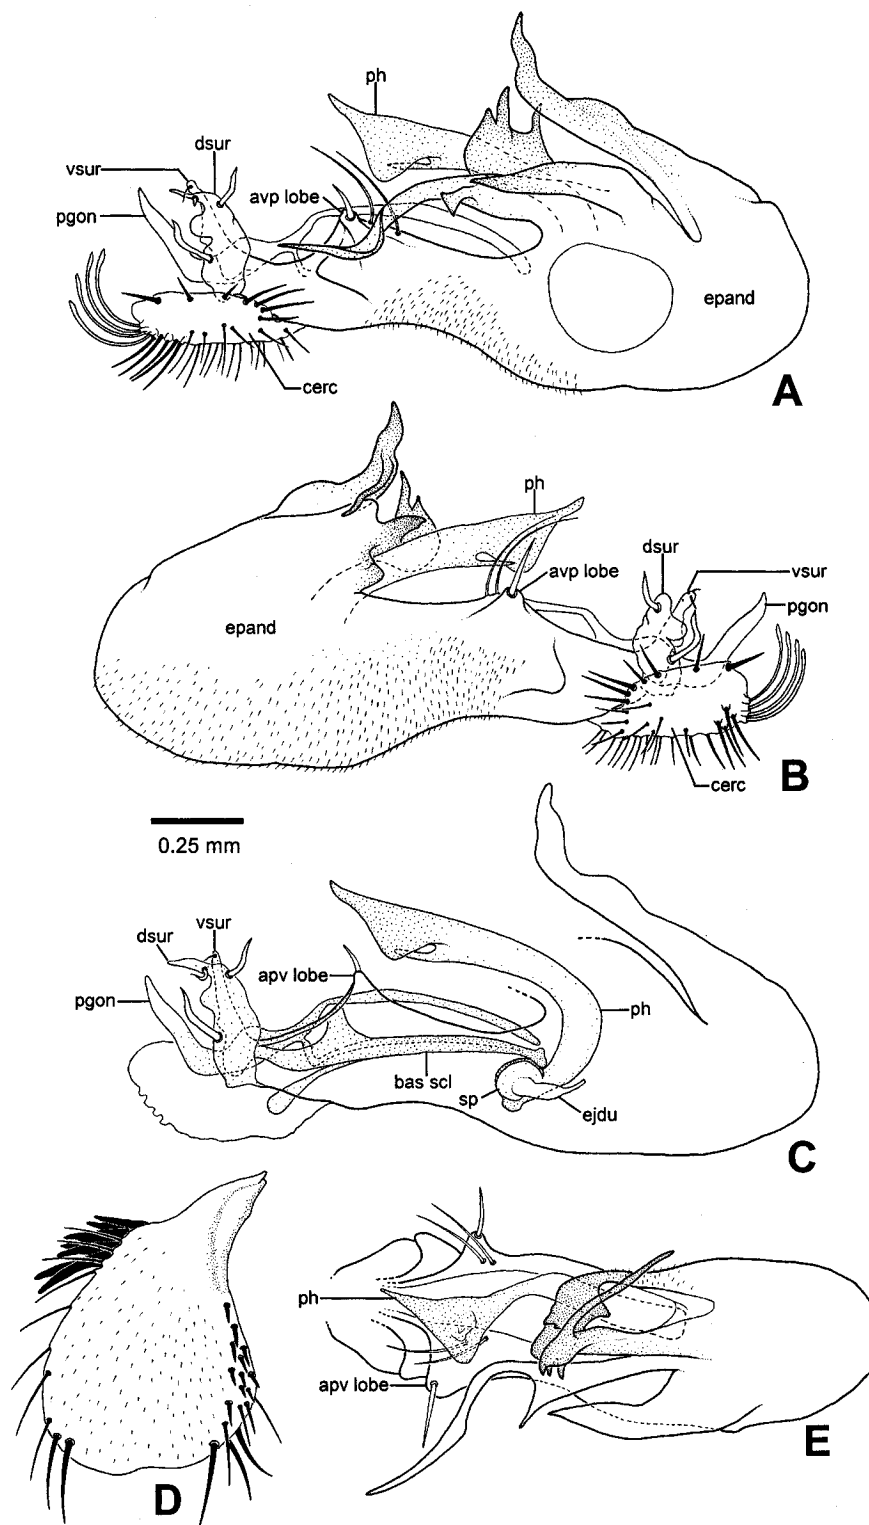 ph
dsur
vsur
avp lobe
pgon
epand
cerc
A
ph
dsur
avp lobe
vsur
pgon
epand
cerc
B
0.25 mm
vsur
dsur
apv lobe
pgon
ph
bas scl
sp
ejdu
C
ph
apv lobe
D
E